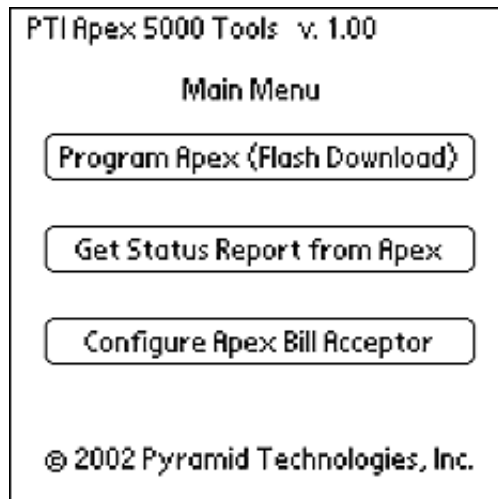 PTI Apex 5000 Tools v. 1.00
Main Menu
Program Apex (Flash Download)
Get Status Report from Apex
Configure Apex Bill Acceptor
© 2002 Pyramid Technologies, Inc.